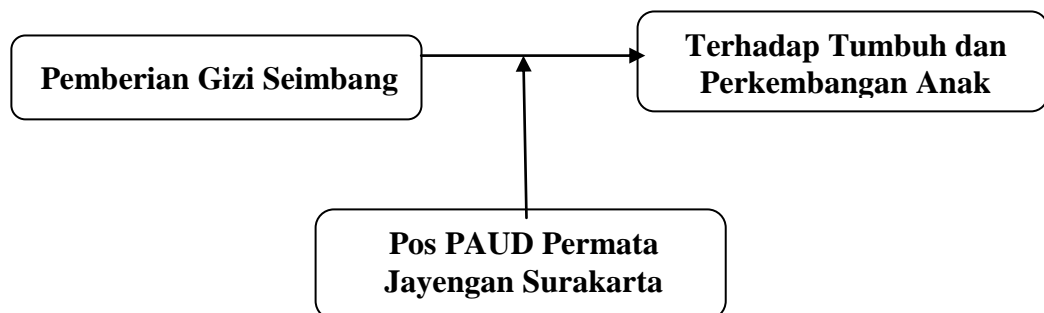 Pemberian Gizi Seimbang
Terhadap Tumbuh dan
Perkembangan Anak
Pos PAUD Permata
Jayengan Surakarta